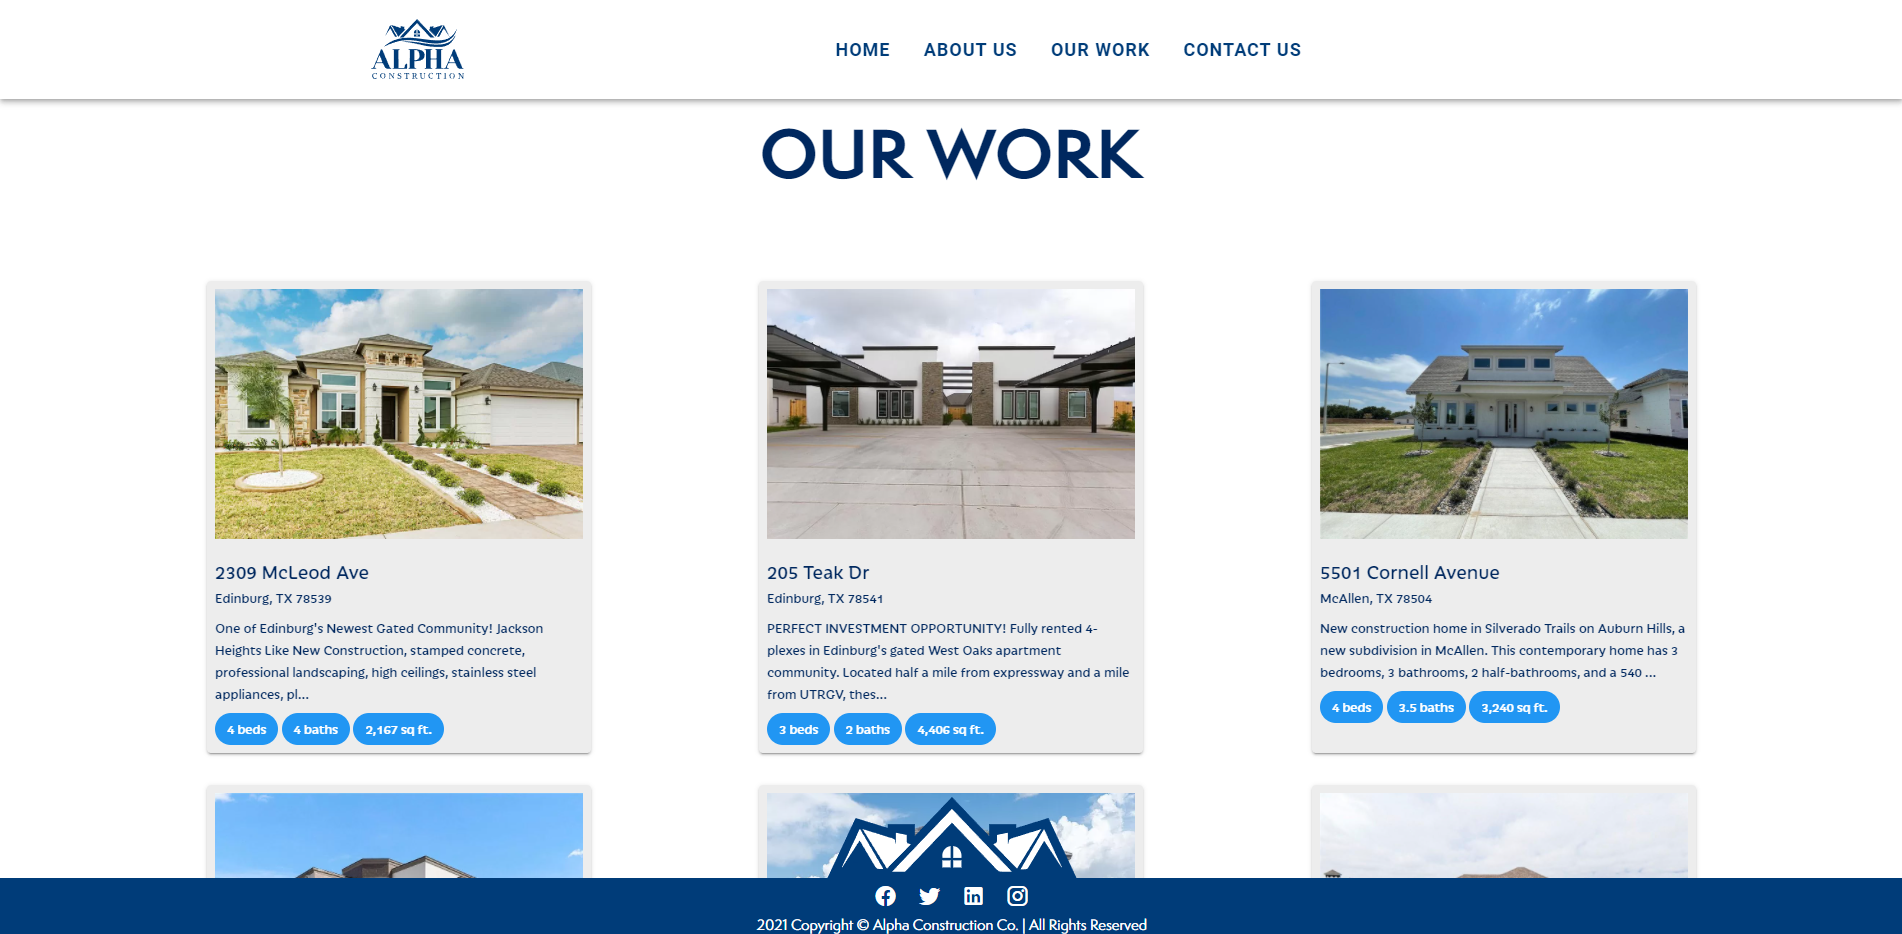 ALPHA
CONSTRUCTION
HOME ABOUT US OUR WORK CONTACT US
OUR WORK
2309 McLeod Ave
Edinburg, TX 78539
One of Edinburg's Newest Gated Community! Jackson
Heights Like New Construction, stamped concrete,
professional landscaping, high ceilings, stainless steel
appliances, pl...
4 beds 4 baths 2,167 sq ft.
205 Teak Dr
Edinburg, TX 78541
PERFECT INVESTMENT OPPORTUNITY! Fully rented 4-
plexes in Edinburg's gated West Oaks apartment
community. Located half a mile from expressway and a mile
from UTRGV, thes...
3 beds 2 baths 4,406 sq ft.
5501 Cornell Avenue
McAllen, TX 78504
New construction home in Silverado Trails on Auburn Hills, a
new subdivision in McAllen. This contemporary home has 3
bedrooms, 3 bathrooms, 2 half-bathrooms, and a 540 ...
4 beds 3.5 baths 3,240 sq ft.
2021 Copyright © Alpha Construction Co. | All Rights Reserved